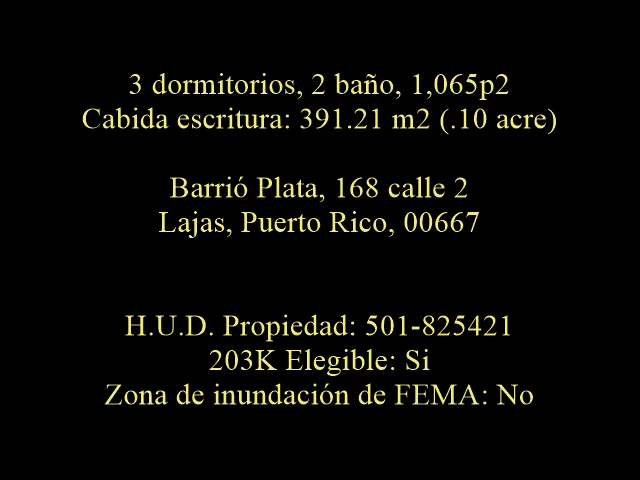 3 dormitorios, 2 baño, 1,065p2
Cabida escritura: 391.21 m2 (.10 acre)
Barrió Plata, 168 calle 2
Lajas, Puerto Rico, 00667
H.U.D. Propiedad: 501-825421
203K Elegible: Si
Zona de inundación de FEMA: No